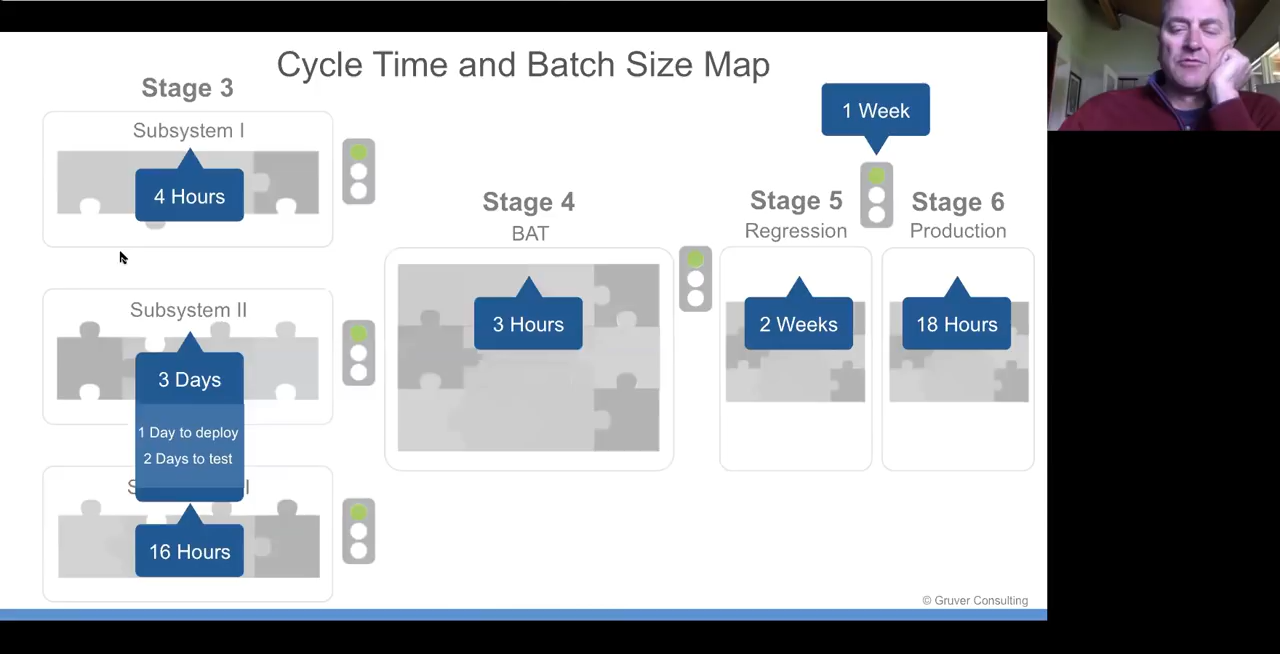 Cycle Time and Batch Size Map
Stage 3
Subsystem I
4 Hours
Subsystem II
3 Days
1 Day to deploy
2 Days to test
16 Hours
Stage 4
BAT
3 Hours
1 Week
Stage 5
Regression
2 Weeks
Stage 6
Production
18 Hours
© Gruver Consulting